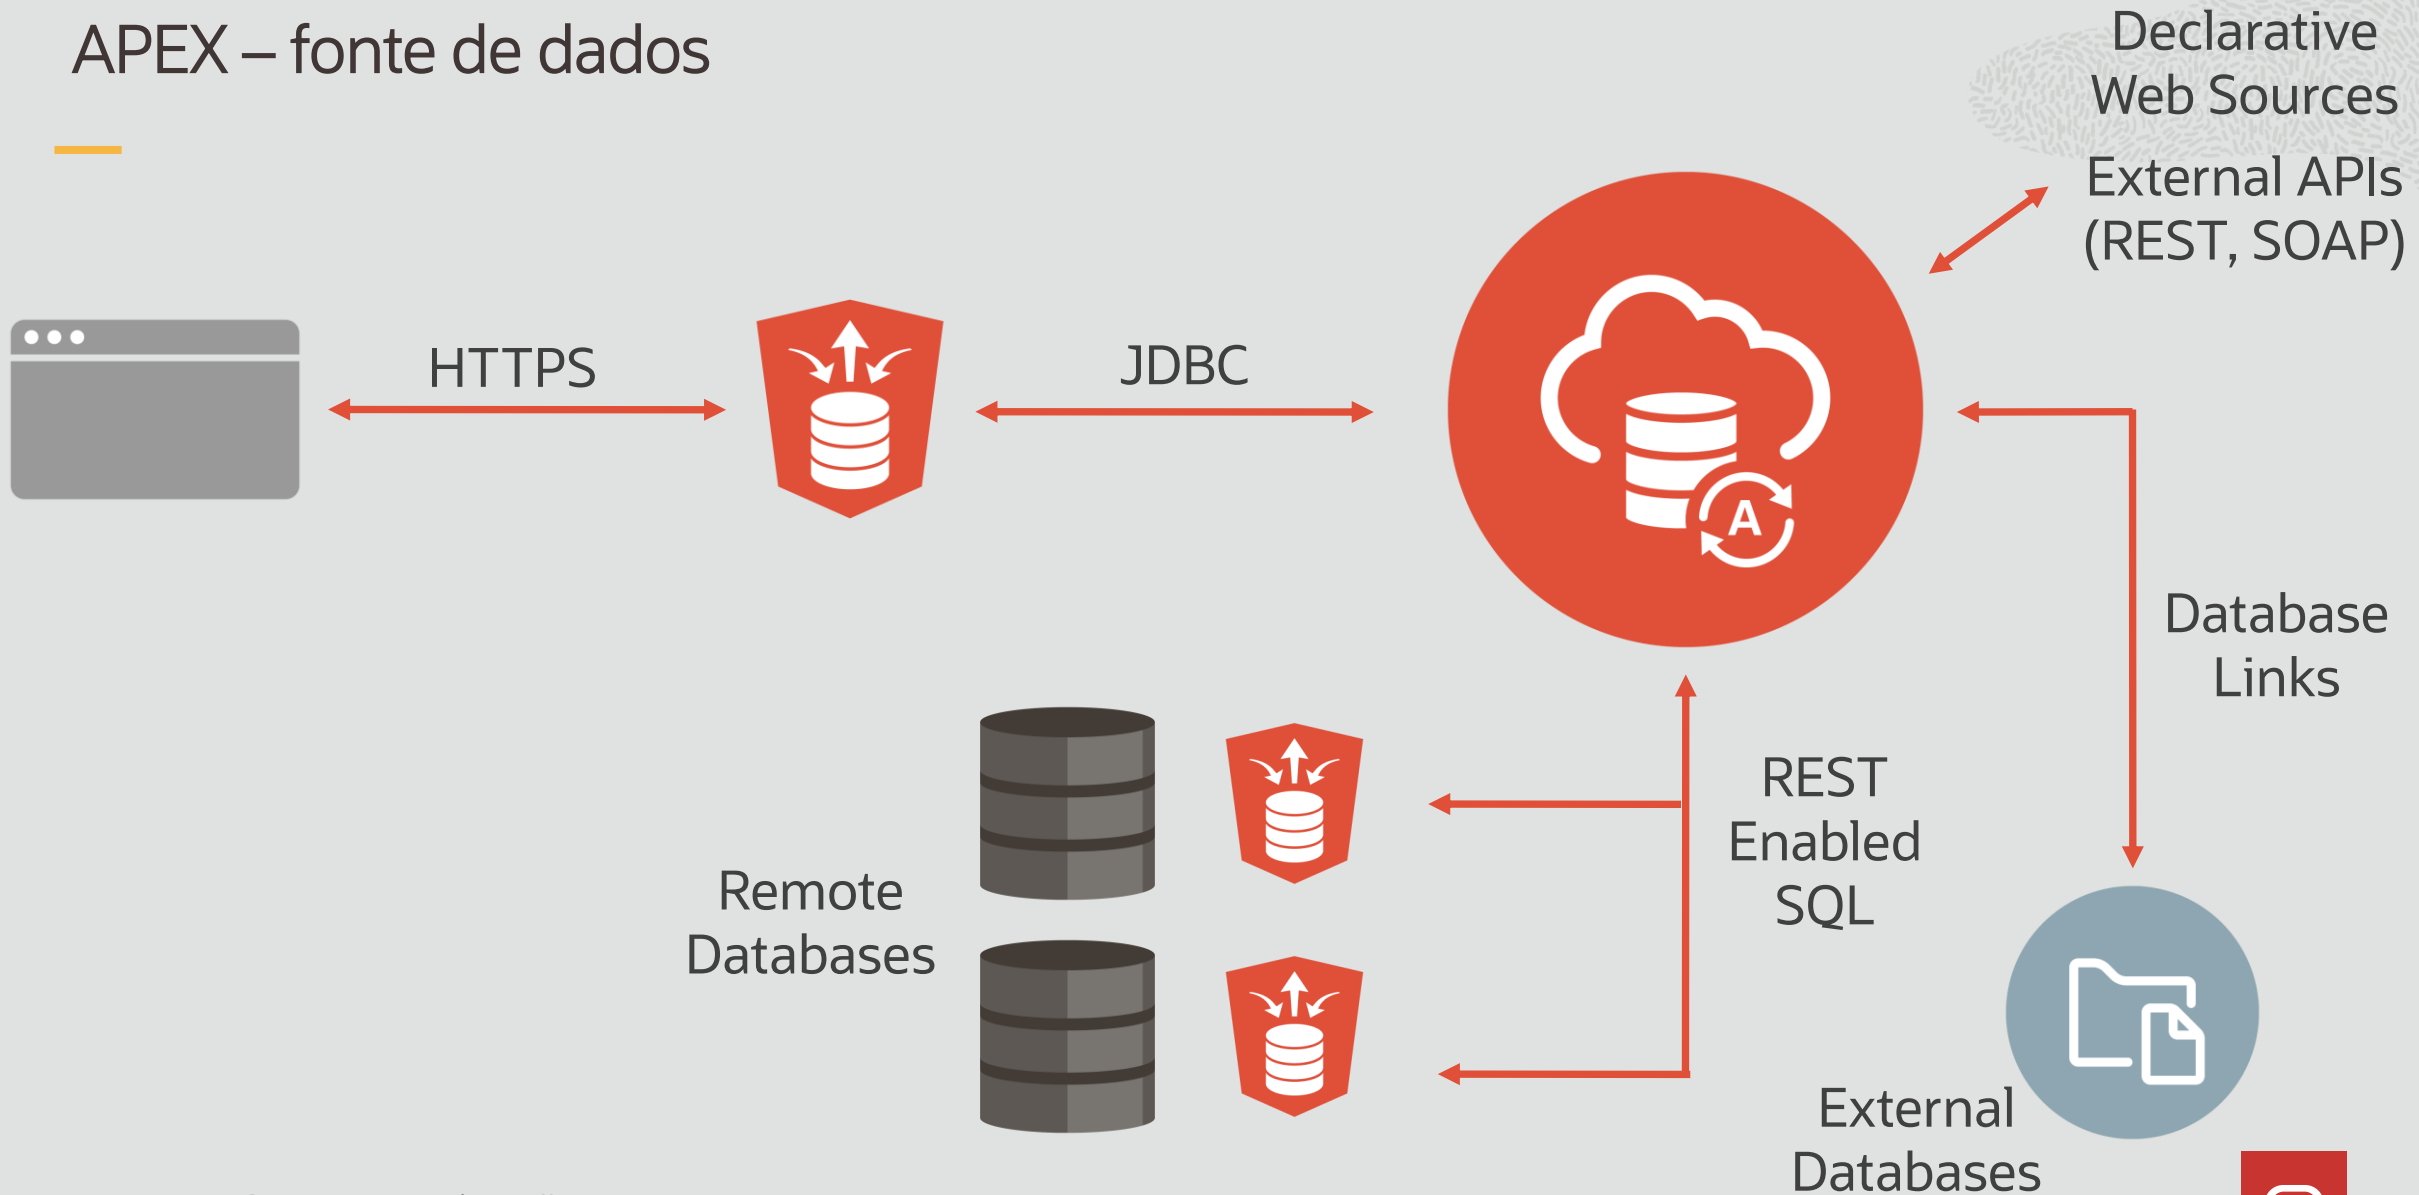 APEX – fonte de dados
Declarative
Web Sources
External APIs
(REST, SOAP)
HTTPS
JDBC
A
Database
Links
REST
Enabled
SQL
Remote
Databases
External
Databases